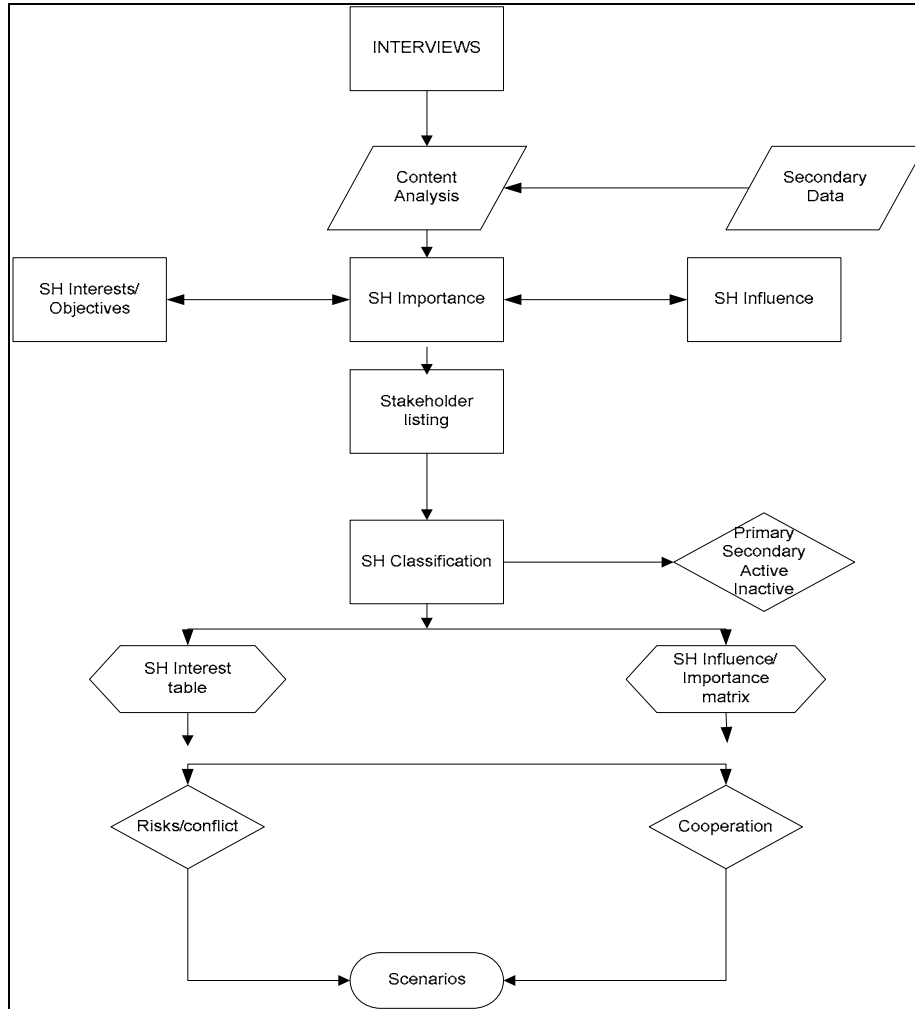 INTERVIEWS
Content
Analysis
Secondary
Data
SH Interests/
Objectives
SH Importance
SH Influence
Stakeholder
listing
SH Classification
Primary
Secondary
Active
Inactive
SH Interest
table
SH Influence/
Importance
matrix
Risks/conflict
Cooperation
Scenarios